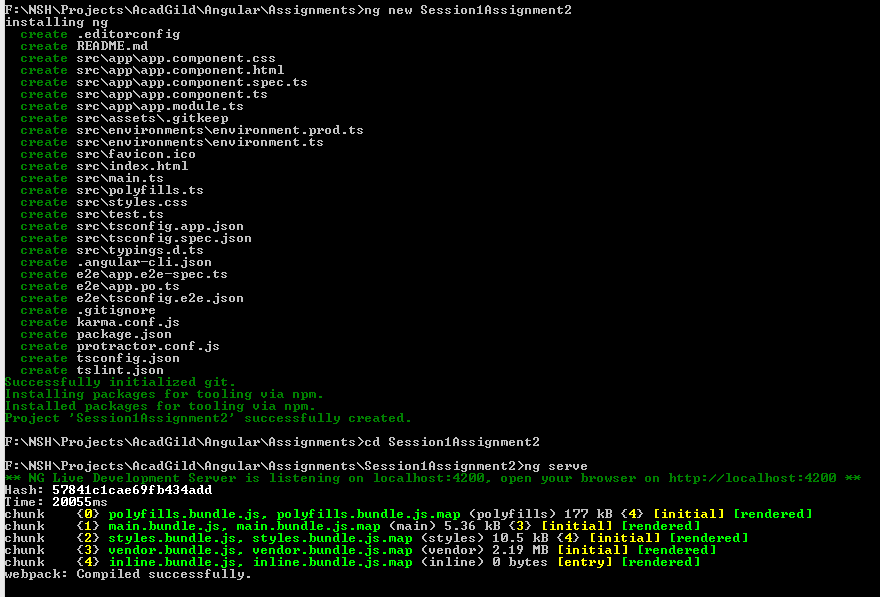 F:\NSH\Projects\AcadGild\Angular\Assignments>ng new Session1Assignment2
installing ng
  create .editorconfig
  create README.md
  create src\app\app.component.css
  create src\app\app.component.html
  create src\app\app.component.spec.ts
  create src\app\app.component.ts
  create src\app\app.module.ts
  create src\assets\.gitkeep
  create src\environments\environment.prod.ts
  create src\environments\environment.ts
  create src\favicon.ico
  create src\index.html
  create src\main.ts
  create src\polyfills.ts
  create src\styles.css
  create src\test.ts
  create src\tsconfig.app.json
  create src\tsconfig.spec.json
  create src\typings.d.ts
  create .angular-cli.json
  create e2e\app.e2e-spec.ts
  create e2e\app.po.ts
  create e2e\tsconfig.e2e.json
  create .gitignore
  create karma.conf.js
  create package.json
  create protractor.conf.js
  create tsconfig.json
  create tslint.json
Successfully initialized git.
Installing packages for tooling via npm.
Installed packages for tooling via npm.
Project 'Session1Assignment2' successfully created.
F:\NSH\Projects\AcadGild\Angular\Assignments>cd Session1Assignment2
F:\NSH\Projects\AcadGild\Angular\Assignments\Session1Assignment2>ng serve
** NG Live Development Server is listening on localhost:4200, open your browser on http://localhost:4200 **
Hash: 57841c1cae69fb434add
Time: 20055ms
chunk    {0} polyfills.bundle.js, polyfills.bundle.js.map (polyfills) 177 kB {4} [initial] [rendered]
chunk    {1} main.bundle.js, main.bundle.js.map (main) 5.36 kB {3} [initial] [rendered]
chunk    {2} styles.bundle.js, styles.bundle.js.map (styles) 10.5 kB {4} [initial] [rendered]
chunk    {3} vendor.bundle.js, vendor.bundle.js.map (vendor) 2.19 MB [initial] [rendered]
chunk    {4} inline.bundle.js, inline.bundle.js.map (inline) 0 bytes [entry] [rendered]
webpack: Compiled successfully.